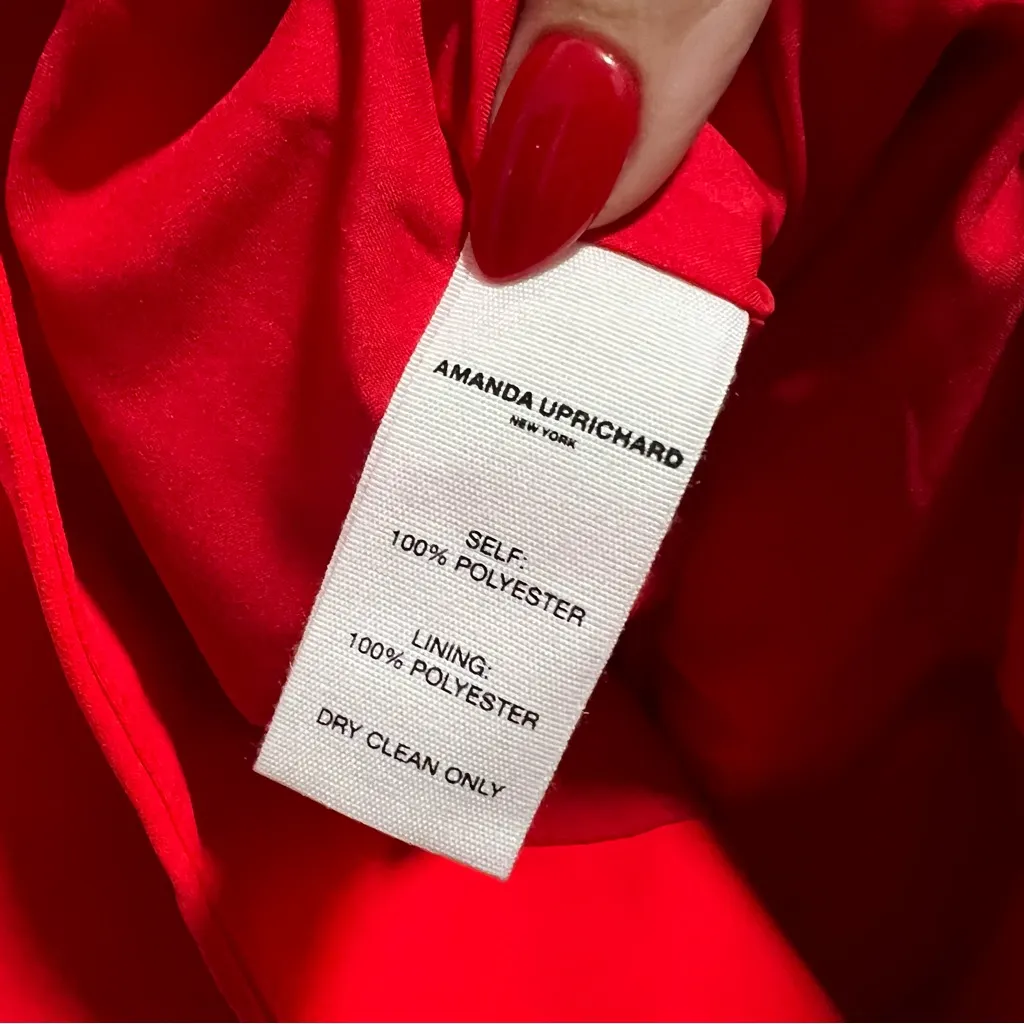 AMANDA UPRICHARD
NEW YORK
SELF:
100% POLYESTER
LINING:
100% POLYESTER
DRY CLEAN ONLY